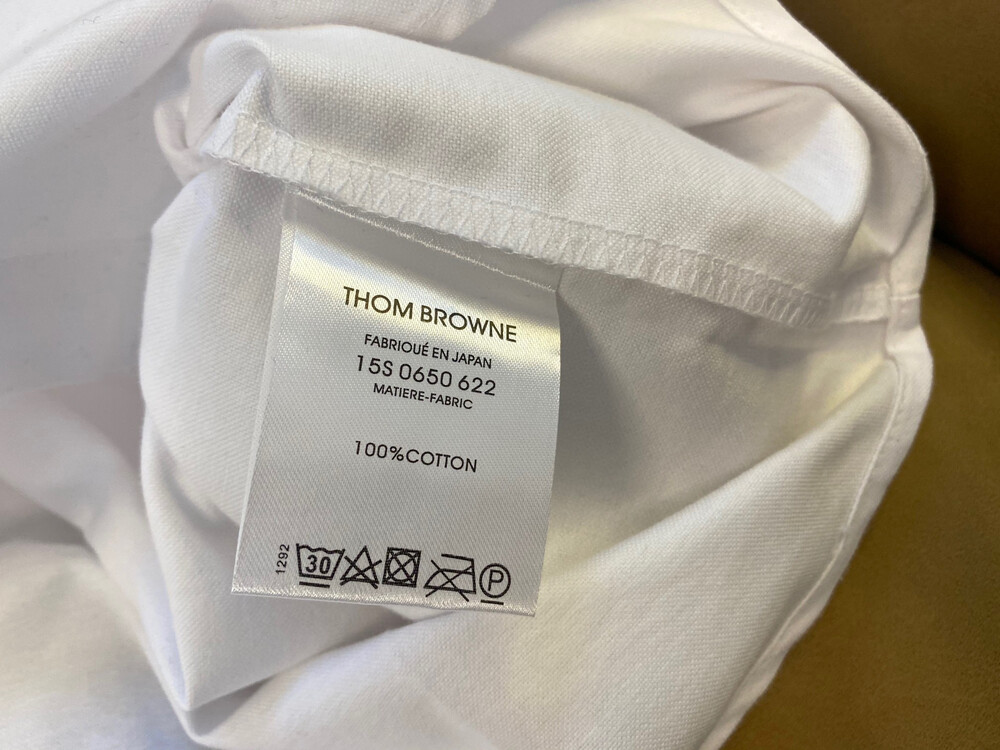 THOM BROWNE
FABRIOUÉ EN JAPAN
15S 0650 622
MATIERE-FABRIC
100%COTTON
1292
30
P